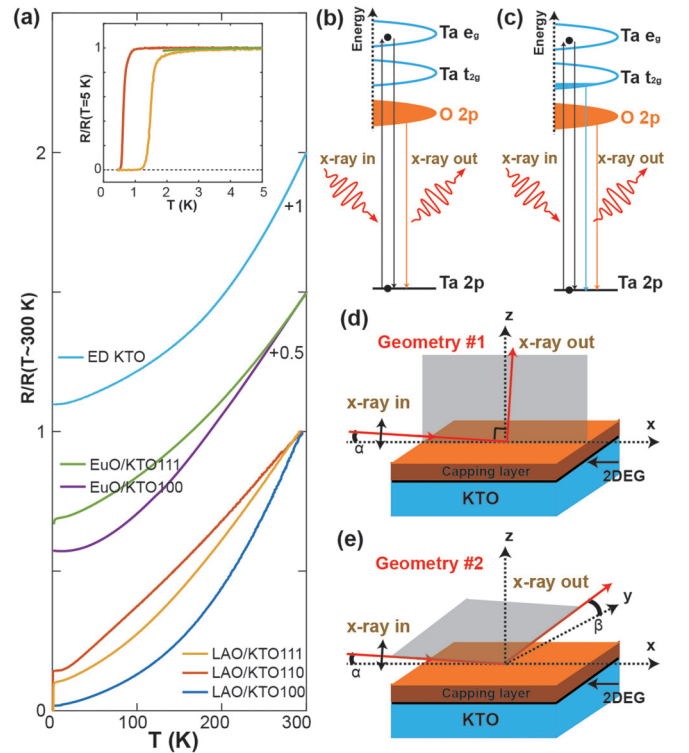 (a)
R/R(T=5 K)
1
0
0
1
2
3
4
5
T (K)
2
+1
ED KTO
+0.5
1
EuO/KTO111
EuO/KTO100
LAO/KTO111
LAO/KTO110
LAO/KTO100
0
0
100
200
300
T (K)
R/R(T~300 K)
(b)
Energy
Ta eg
Ta t2g
O 2p
x-ray in
x-ray out
Ta 2p
(c)
Energy
Ta eg
Ta t2g
O 2p
x-ray in
x-ray out
Ta 2p
(d)
z
Geometry #1
x-ray out
x-ray in
α
x
Capping layer
2DEG
KTO
(e)
z
Geometry #2
x-ray out
y
β
x-ray in
α
x
Capping layer
2DEG
KTO